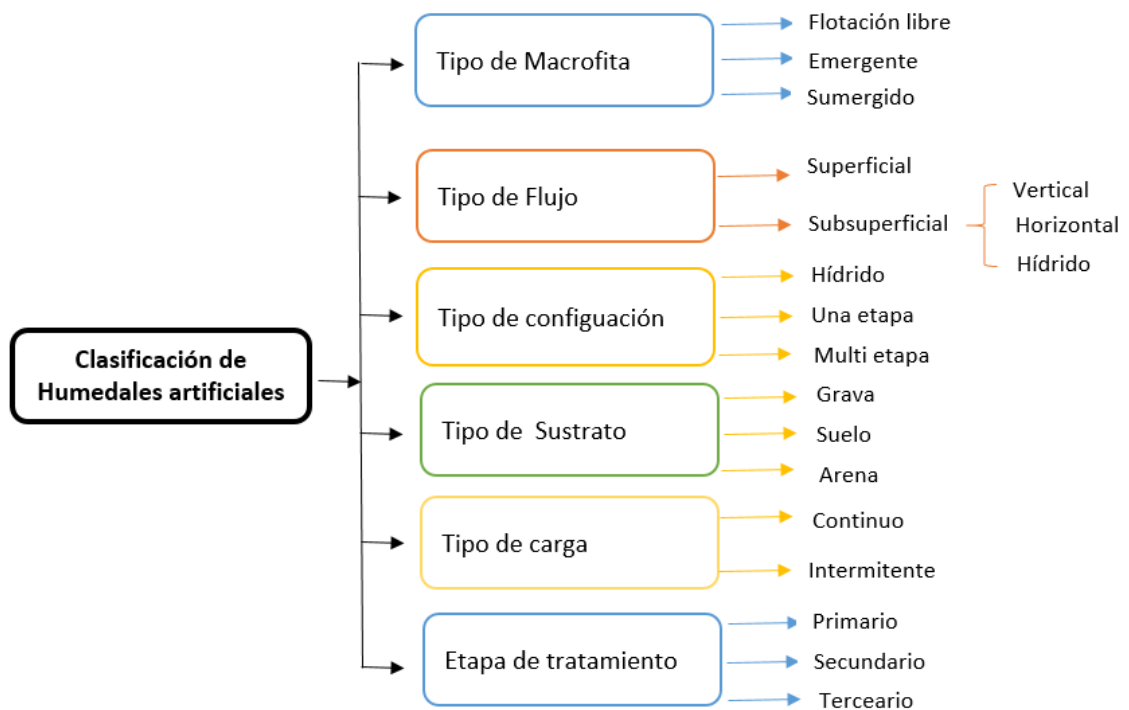 Clasificación de
Humedales artificiales
Tipo de Macrofita
Flotación libre
Emergente
Sumergido
Tipo de Flujo
Superficial
Subsuperficial
Vertical
Horizontal
Hídrido
Tipo de configuación
Hídrido
Una etapa
Multi etapa
Tipo de Sustrato
Grava
Suelo
Arena
Tipo de carga
Continuo
Intermitente
Etapa de tratamiento
Primario
Secundario
Terceario